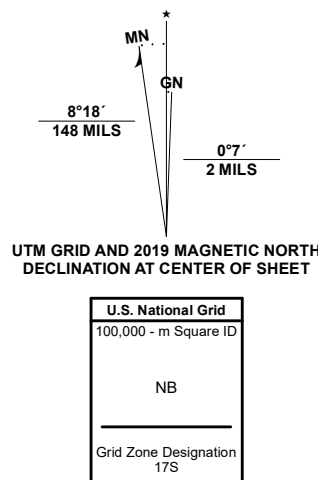 ★
MN
GN
8°18´
148 MILS
0°7´
2 MILS
UTM GRID AND 2019 MAGNETIC NORTH
DECLINATION AT CENTER OF SHEET
U.S. National Grid
100,000 - m Square ID
NB
Grid Zone Designation
17S